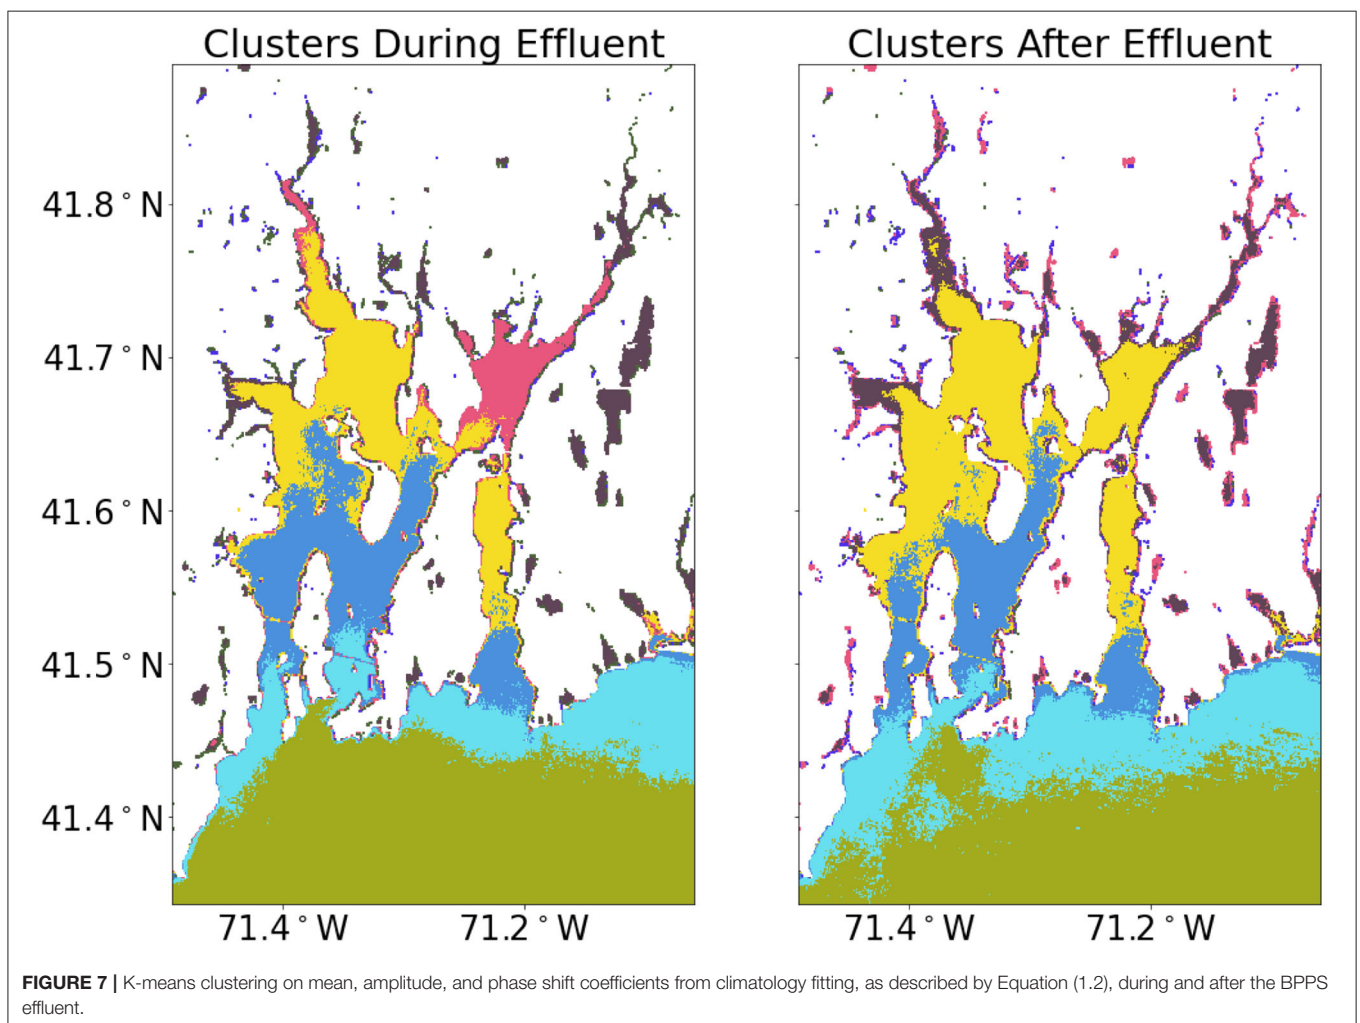 Clusters During Effluent
Clusters After Effluent
41.8°N
41.7°N
41.6°N
41.5°N
41.4°N
71.4°W
71.2°W
71.4°W
71.2°W
FIGURE 7 | K-means clustering on mean, amplitude, and phase shift coefficients from climatology fitting, as described by Equation (1.2), during and after the BPPS
effluent.